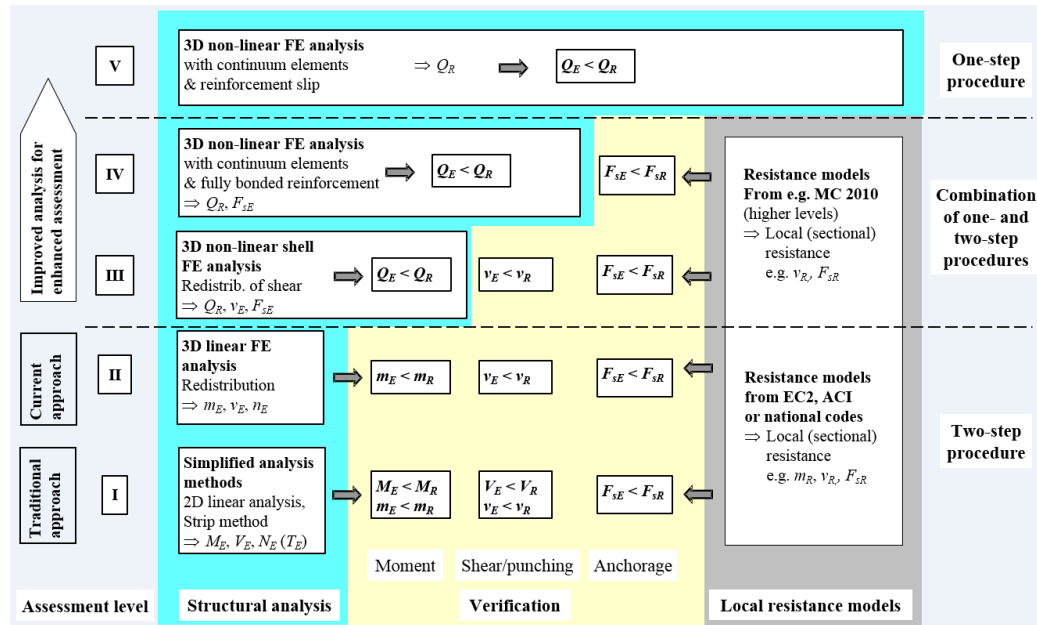 V
3D non-linear FE analysis
with continuum elements
& reinforcement slip
⇒ Q_R
Q_E < Q_R
One-step
procedure
Improved analysis for
enhanced assessment
IV
3D non-linear FE analysis
with continuum elements
& fully bonded reinforcement
⇒ Q_R, F_sE
Q_E < Q_R
F_sE < F_sR
III
3D non-linear shell
FE analysis
Redistrib. of shear
⇒ Q_R, v_E, F_sE
Q_E < Q_R
v_E < v_R
F_sE < F_sR
Resistance models
From e.g. MC 2010
(higher levels)
⇒ Local (sectional)
resistance
e.g. v_R,, F_sR
Combination
of one- and
two-step
procedures
Current
approach
II
3D linear FE
analysis
Redistribution
⇒ m_E, v_E, n_E
m_E < m_R
v_E < v_R
F_sE < F_sR
Traditional
approach
I
Simplified analysis
methods
2D linear analysis,
Strip method
⇒ M_E, V_E, N_E (T_E)
M_E < M_R
m_E < m_R
V_E < V_R
v_E < v_R
F_sE < F_sR
Resistance models
from EC2, ACI
or national codes
⇒ Local (sectional)
resistance
e.g. m_R, v_R,, F_sR
Two-step
procedure
Moment
Shear/punching
Anchorage
Assessment level
Structural analysis
Verification
Local resistance models